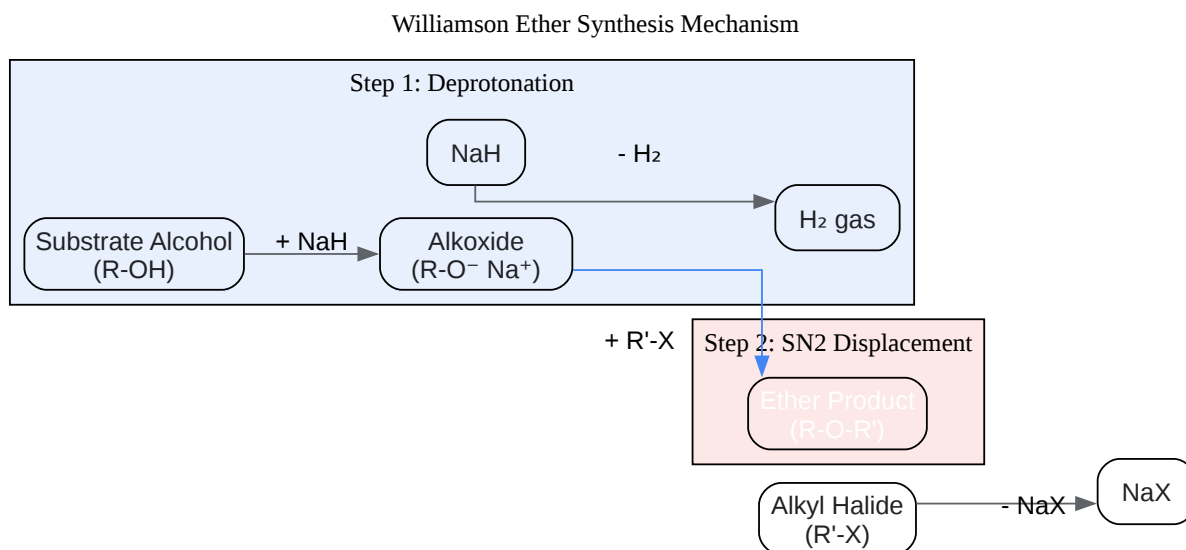 Williamson Ether Synthesis Mechanism
Step 1: Deprotonation
NaH
- H₂
H₂ gas
Substrate Alcohol
(R-OH)
+ NaH
Alkoxide
(R-O⁻ Na⁺)
+ R'-X
Step 2: SN2 Displacement
Ether Product
(R-O-R')
Alkyl Halide
(R'-X)
- NaX
NaX